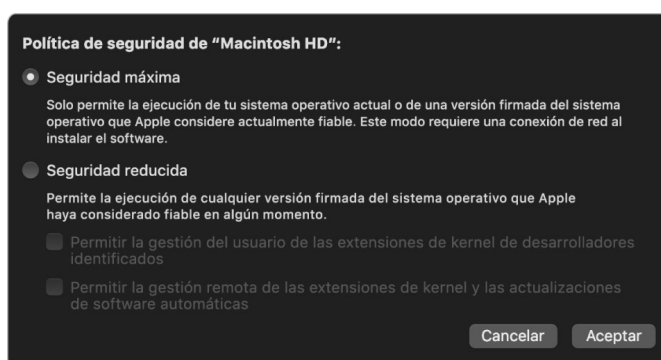 Política de seguridad de “Macintosh HD”:
Seguridad máxima
Solo permite la ejecución de tu sistema operativo actual o de una versión firmada del sistema
operativo que Apple considere actualmente fiable. Este modo requiere una conexión de red al
instalar el software.
Seguridad reducida
Permite la ejecución de cualquier versión firmada del sistema operativo que Apple
haya considerado fiable en algún momento.
Permitir la gestión del usuario de las extensiones de kernel de desarrolladores
identificados
Permitir la gestión remota de las extensiones de kernel y las actualizaciones
de software automáticas
Cancelar Aceptar